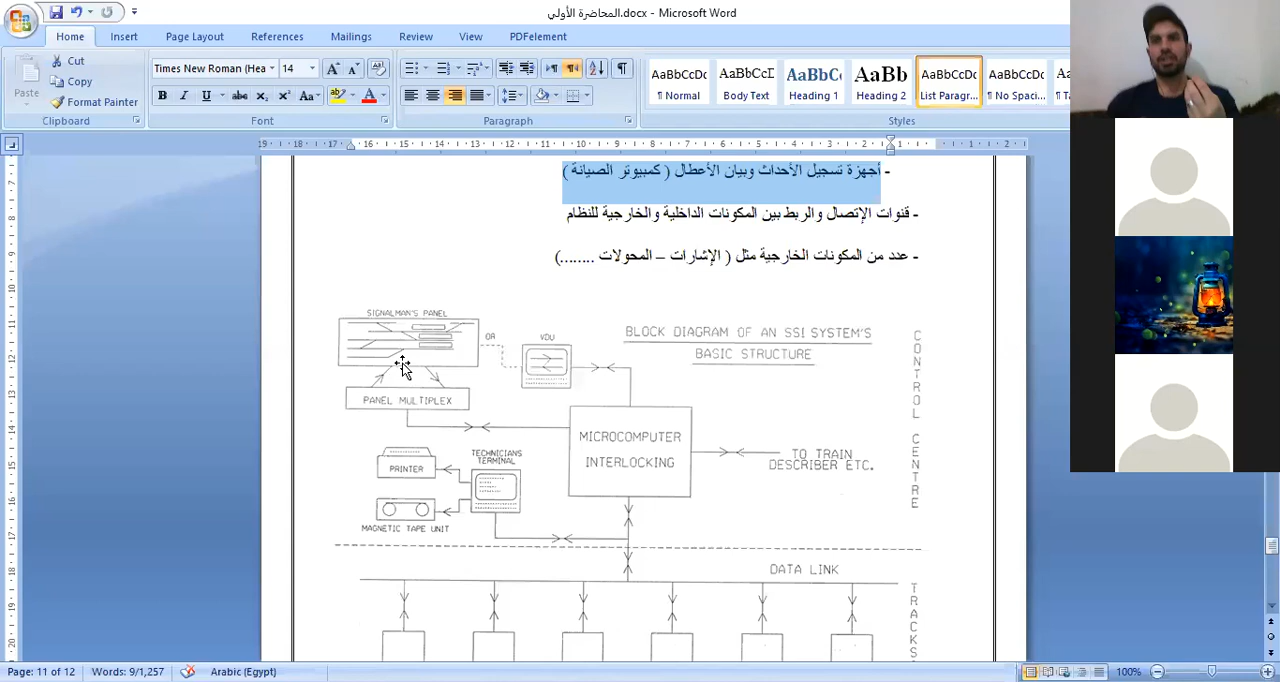 المحاضرة الأولي.docx - Microsoft Word
Home Insert Page Layout References Mailings Review View PDFelement
Paste Cut Copy Format Painter
Clipboard
Times New Roman (Hea 14
Font
Paragraph
AaBbCcDc AaBbCcI AaBbCc AaBbC AaBbCcDc AaBbCcDc
¶ Normal Body Text Heading 1 Heading 2 List Paragr... ¶ No Spaci...
Styles
- أجهزة تسجيل الأحداث وبيان الأعطال ( كمبيوتر الصيانة )
- قنوات الإتصال والربط بين المكونات الداخلية والخارجية للنظام
- عدد من المكونات الخارجية مثل ( الإشارات – المحولات ........)
SIGNALMAN'S PANEL
OR
VDU
BLOCK DIAGRAM OF AN SSI SYSTEM'S
BASIC STRUCTURE
PANEL MULTIPLEX
MICROCOMPUTER
INTERLOCKING
TO TRAIN
DESCRIBER ETC.
CONTROL CENTRE
TECHNICIANS
TERMINAL
PRINTER
MAGNETIC TAPE UNIT
DATA LINK
TRACKS
Page: 11 of 12 Words: 9/1,257 Arabic (Egypt) 100%